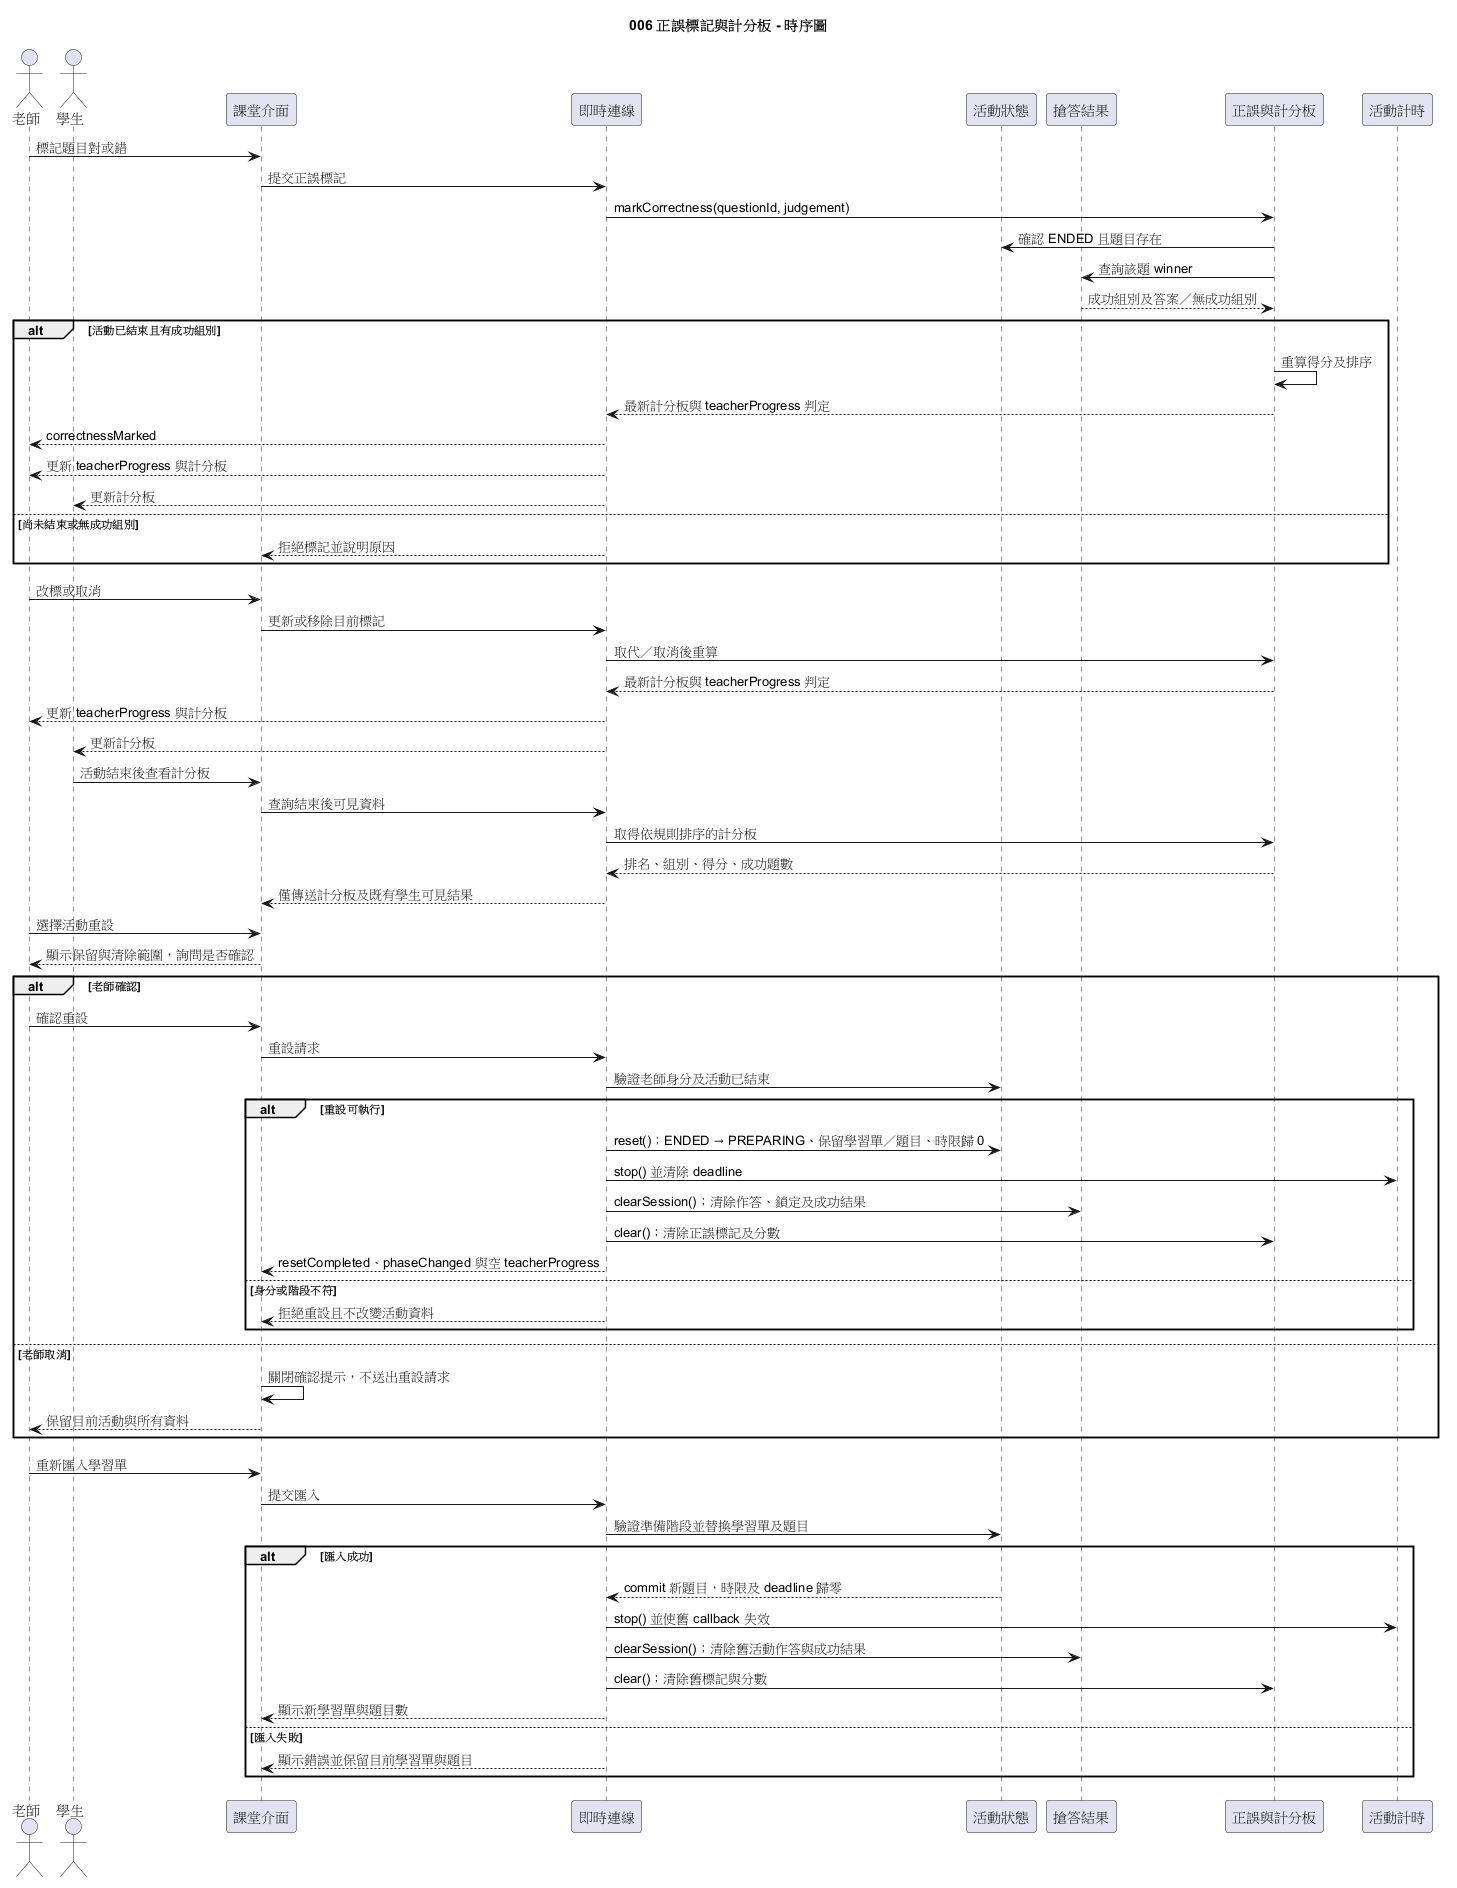 006 正誤標記與計分板 - 時序圖
老師
學生
課堂介面
即時連線
活動狀態
搶答結果
正誤與計分板
活動計時
標記題目對或錯
提交正誤標記
markCorrectness(questionId, judgement)
確認 ENDED 且題目存在
查詢該題 winner
成功組別及答案／無成功組別
alt
[活動已結束且有成功組別]
重算得分及排序
最新計分板與 teacherProgress 判定
correctnessMarked
更新 teacherProgress 與計分板
更新計分板
[尚未結束或無成功組別]
拒絕標記並說明原因
改標或取消
更新或移除目前標記
取代／取消後重算
最新計分板與 teacherProgress 判定
更新 teacherProgress 與計分板
更新計分板
活動結束後查看計分板
查詢結束後可見資料
取得依規則排序的計分板
排名、組別、得分、成功題數
僅傳送計分板及既有學生可見結果
選擇活動重設
顯示保留與清除範圍，詢問是否確認
alt
[老師確認]
確認重設
重設請求
驗證老師身分及活動已結束
alt
[重設可執行]
reset()；ENDED → PREPARING、保留學習單／題目、時限歸 0
stop() 並清除 deadline
clearSession()；清除作答、鎖定及成功結果
clear()；清除正誤標記及分數
resetCompleted、phaseChanged 與空 teacherProgress
[身分或階段不符]
拒絕重設且不改變活動資料
[老師取消]
關閉確認提示，不送出重設請求
保留目前活動與所有資料
重新匯入學習單
提交匯入
驗證準備階段並替換學習單及題目
alt
[匯入成功]
commit 新題目，時限及 deadline 歸零
stop() 並使舊 callback 失效
clearSession()；清除舊活動作答與成功結果
clear()；清除舊標記與分數
顯示新學習單與題目數
[匯入失敗]
顯示錯誤並保留目前學習單與題目
老師
學生
課堂介面
即時連線
活動狀態
搶答結果
正誤與計分板
活動計時